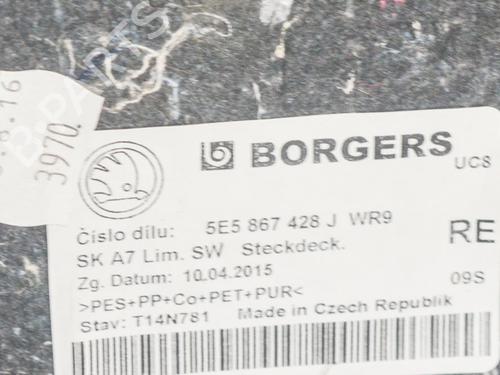 BORGERS
UC8
Číslo dílu: 5E5 867 428 J WR9
RE
SK A7 Lim. SW Steckdeck.
Zg. Datum: 10.04.2015
09S
>PES+PP+Co+PET+PUR<
Stav: T14N781 Made in Czech Republik
3970.
B-PARTS